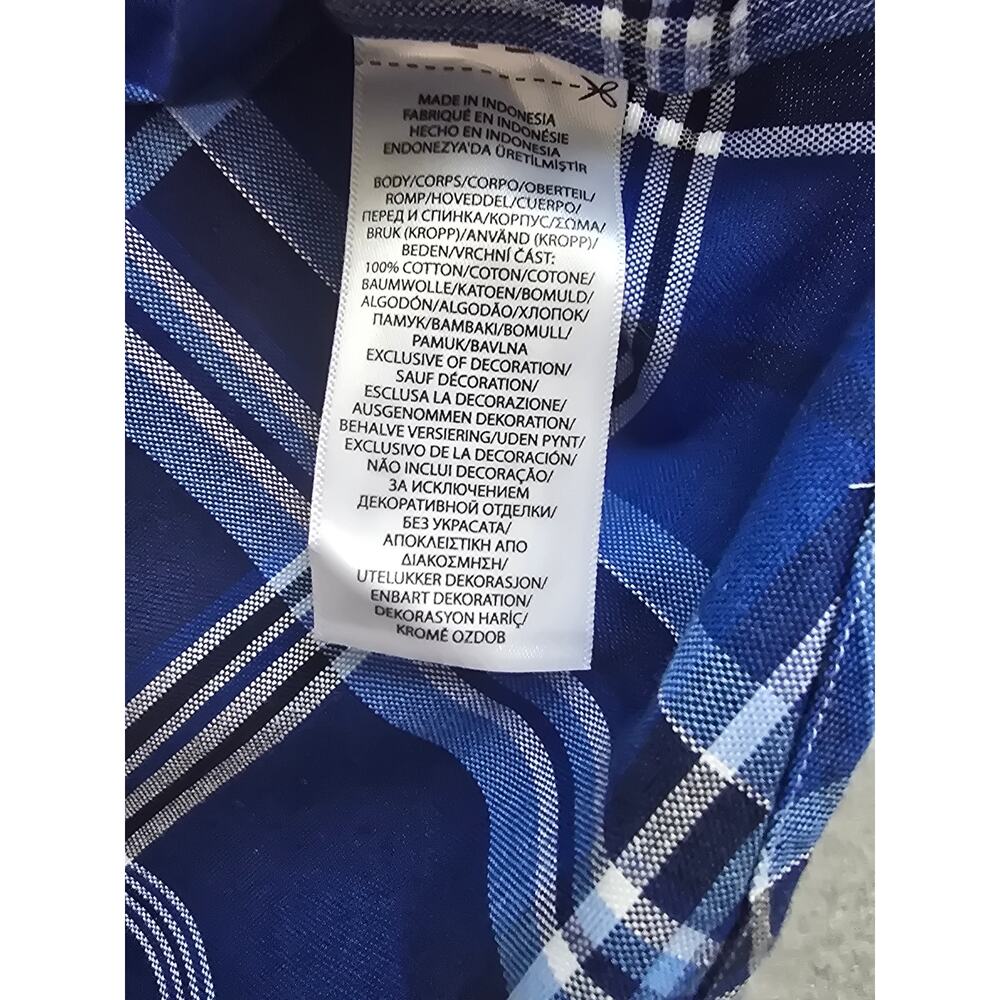 MADE IN INDONESIA
FABRIQUÉ EN INDONÉSIE
HECHO EN INDONESIA
ENDONEZYA'DA ÜRETİLMİŞTİR
BODY/CORPS/CORPO/OBERTEIL/
ROMP/HOVEDDEL/CUERPO/
ПЕРЕД И СПИНКА/КОРПУС/ΣΩΜΑ/
BRUK (KROPP)/ANVÄND (KROPP)/
BEDEN/VRCHNÍ ČÁST:
100% COTTON/COTON/COTONE/
BAUMWOLLE/KATOEN/BOMULD/
ALGODÓN/ALGODÃO/ХЛОПОК/
ПАМУК/BAMBAKI/BOMULL/
PAMUK/BAVLNA
EXCLUSIVE OF DECORATION/
SAUF DÉCORATION/
ESCLUSA LA DECORAZIONE/
AUSGENOMMEN DEKORATION/
BEHALVE VERSIERING/UDEN PYNT/
EXCLUSIVO DE LA DECORACIÓN/
NÃO INCLUI DECORAÇÃO/
ЗА ИСКЛЮЧЕНИЕМ
ДЕКОРАТИВНОЙ ОТДЕЛКИ/
БЕЗ УКРАСАТА/
ΑΠΟΚΛΕΙΣΤΙΚΗ ΑΠΟ
ΔΙΑΚΟΣΜΗΣΗ/
UTELUKKER DEKORASJON/
ENBART DEKORATION/
DEKORASYON HARİÇ/
KROMĚ OZDOB